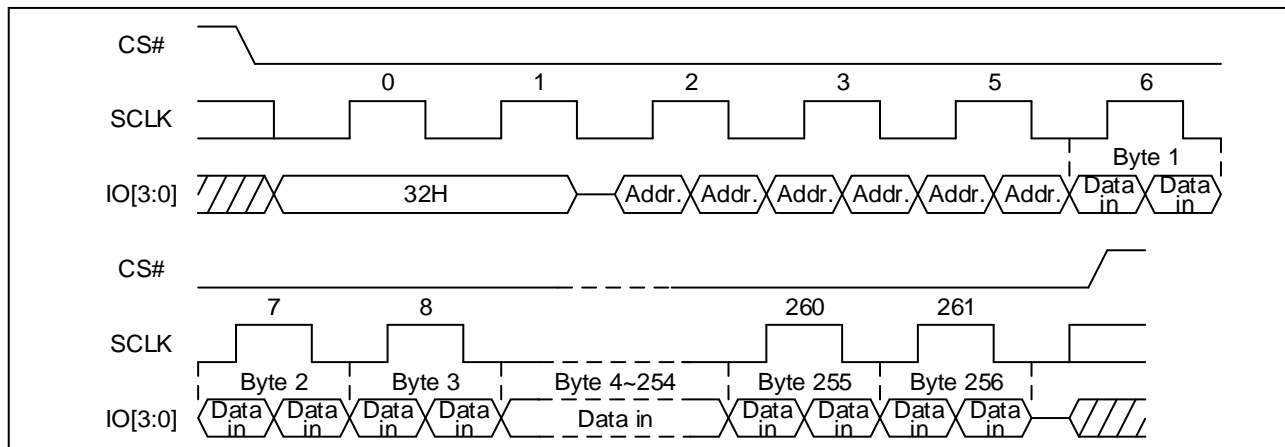 CS#
0 1 2 3 5 6
SCLK
Byte 1
IO[3:0] 32H Addr. Addr. Addr. Addr. Addr. Addr. Data in Data in
CS#
7 8 260 261
SCLK
Byte 2 Byte 3 Byte 4~254 Byte 255 Byte 256
IO[3:0] Data in Data in Data in Data in Data in Data in Data in Data in Data in